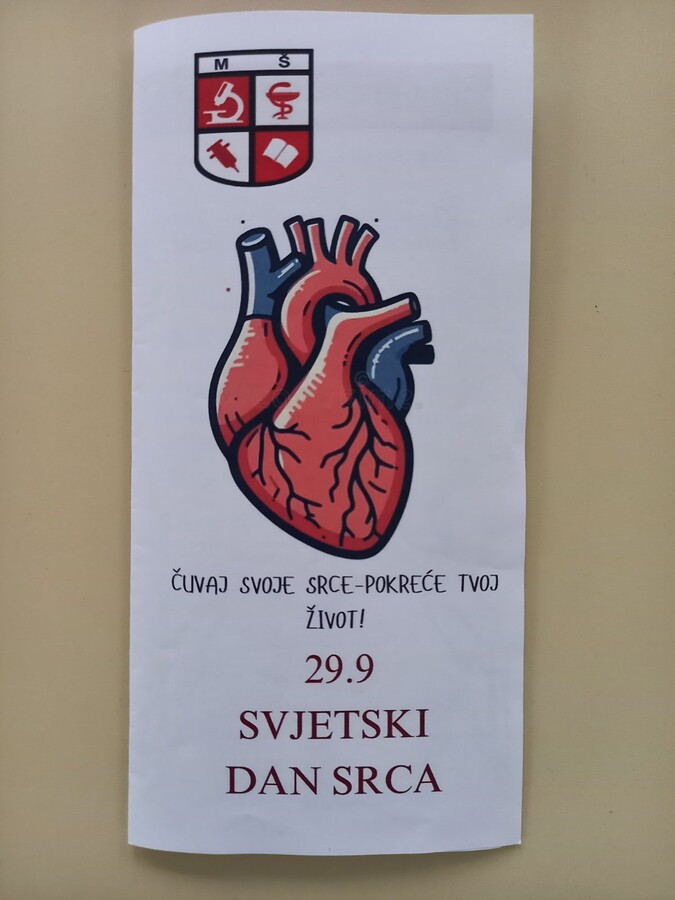 M Š
ČUVAJ SVOJE SRCE-POKREĆE TVOJ
ŽIVOT!
29.9
SVJETSKI
DAN SRCA